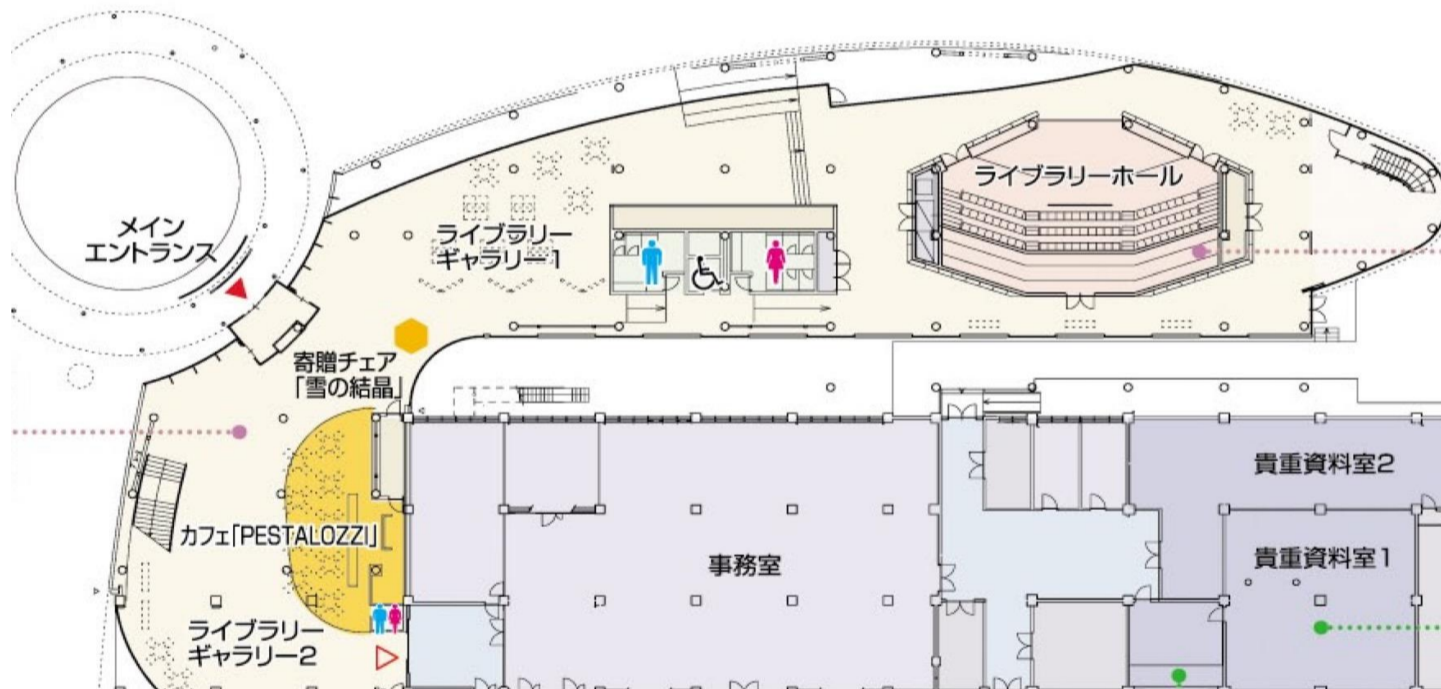 メイン
エントランス
ライブラリー
ギャラリー1
ライブラリーホール
寄贈チェア
「雪の結晶」
カフェ「PESTALOZZI」
ライブラリー
ギャラリー2
事務室
貴重資料室2
貴重資料室1